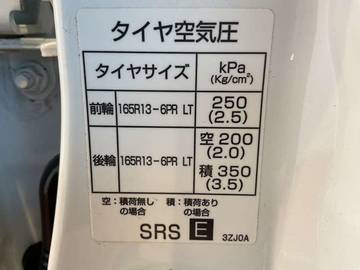 タイヤ空気圧
タイヤサイズ kPa
(Kg/cm²)
前輪 165R13-6PR LT 250
(2.5)
後輪 165R13-6PR LT 空 200
(2.0)
積 350
(3.5)
空：積荷無し 積：積荷あり
の場合 の場合
SRS E 3ZJ0A